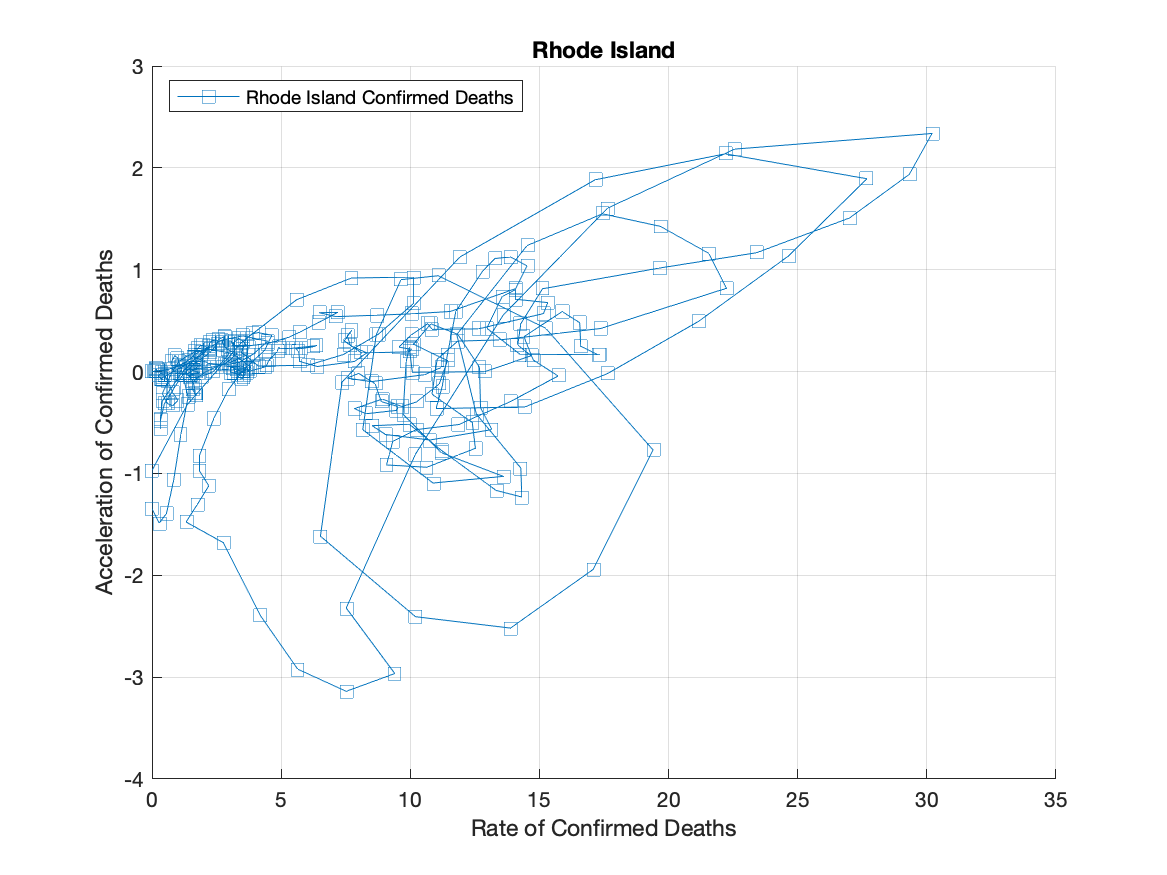 Rhode Island
3
Rhode Island Confirmed Deaths
2
1
0
-1
-2
-3
-4
Acceleration of Confirmed Deaths
0 5 10 15 20 25 30 35
Rate of Confirmed Deaths